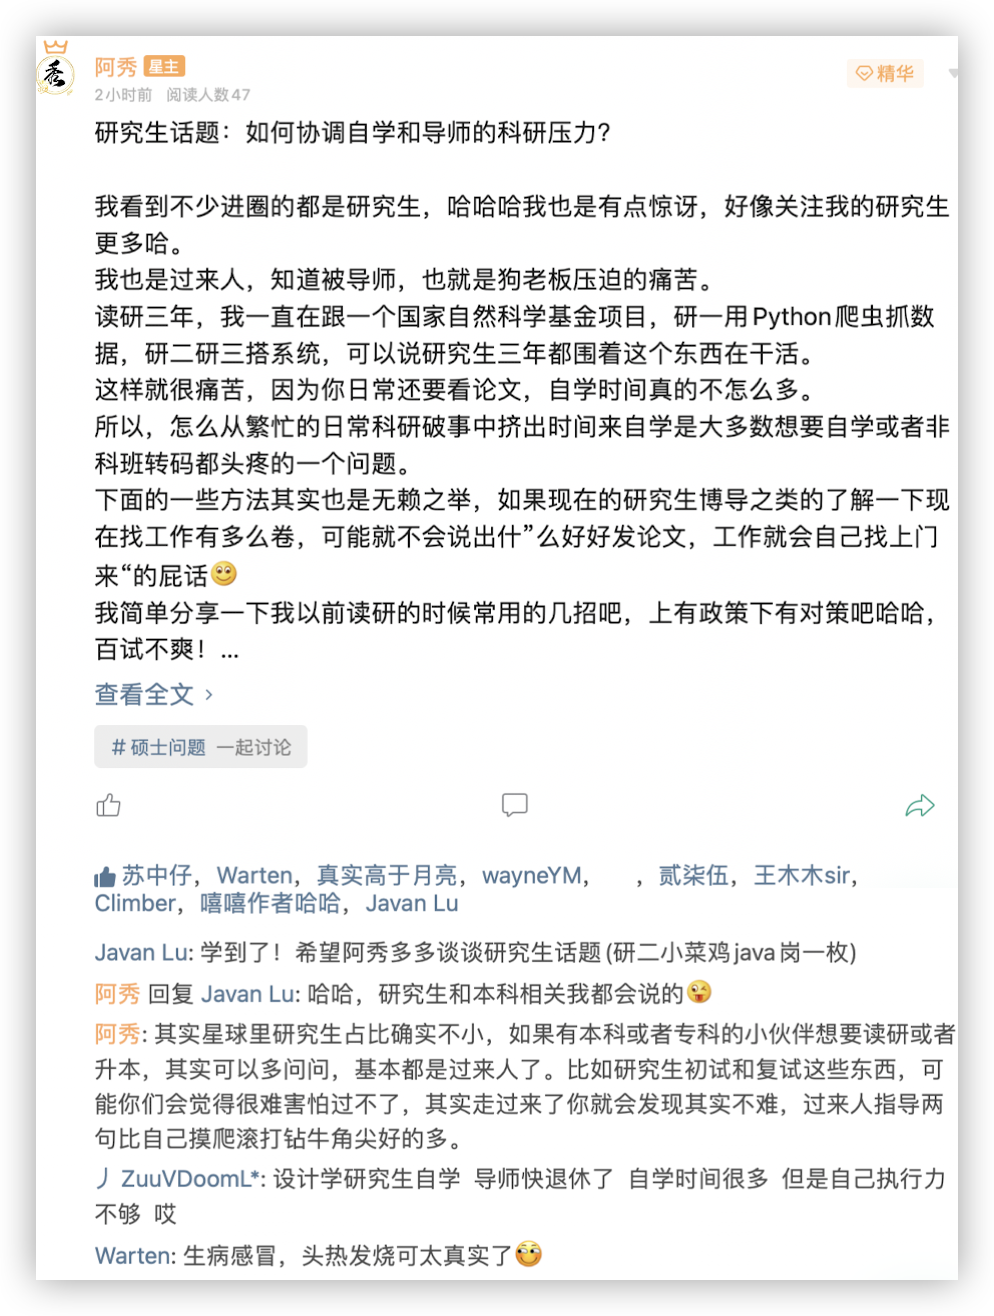 秀
阿秀 星主
精华
2小时前 阅读人数47
研究生话题：如何协调自学和导师的科研压力?
我看到不少进圈的都是研究生，哈哈哈我也是有点惊讶，好像关注我的研究生
更多哈。
我也是过来人，知道被导师，也就是狗老板压迫的痛苦。
读研三年，我一直在跟一个国家自然科学基金项目，研一用Python爬虫抓数
据，研二研三搭系统，可以说研究生三年都围着这个东西在干活。
这样就很痛苦，因为你日常还要看论文，自学时间真的不怎么多。
所以，怎么从繁忙的日常科研破事中挤出时间来自学是大多数想要自学或者非
科班转码都头疼的一个问题。
下面的一些方法其实也是无赖之举，如果现在的研究生博导之类的了解一下现
在找工作有多么卷，可能就不会说出什”么好好发论文，工作就会自己找上门
来“的屁话
我简单分享一下我以前读研的时候常用的几招吧，上有政策下有对策吧哈哈，
百试不爽！...
查看全文 ›
# 硕士问题 一起讨论
苏中仔，Warten，真实高于月亮，wayneYM，  ，贰柒伍，王木木sir，
Climber，嘻嘻作者哈哈，Javan Lu
Javan Lu: 学到了！希望阿秀多多谈谈研究生话题(研二小菜鸡java岗一枚)
阿秀 回复 Javan Lu: 哈哈，研究生和本科相关我都会说的
阿秀: 其实星球里研究生占比确实不小，如果有本科或者专科的小伙伴想要读研或者
升本，其实可以多问问，基本都是过来人了。比如研究生初试和复试这些东西，可
能你们会觉得很难害怕过不了，其实走过来了你就会发现其实不难，过来人指导两
句比自己摸爬滚打钻牛角尖好的多。
丿 ZuuVDoomL*: 设计学研究生自学 导师快退休了 自学时间很多 但是自己执行力
不够 哎
Warten: 生病感冒，头热发烧可太真实了